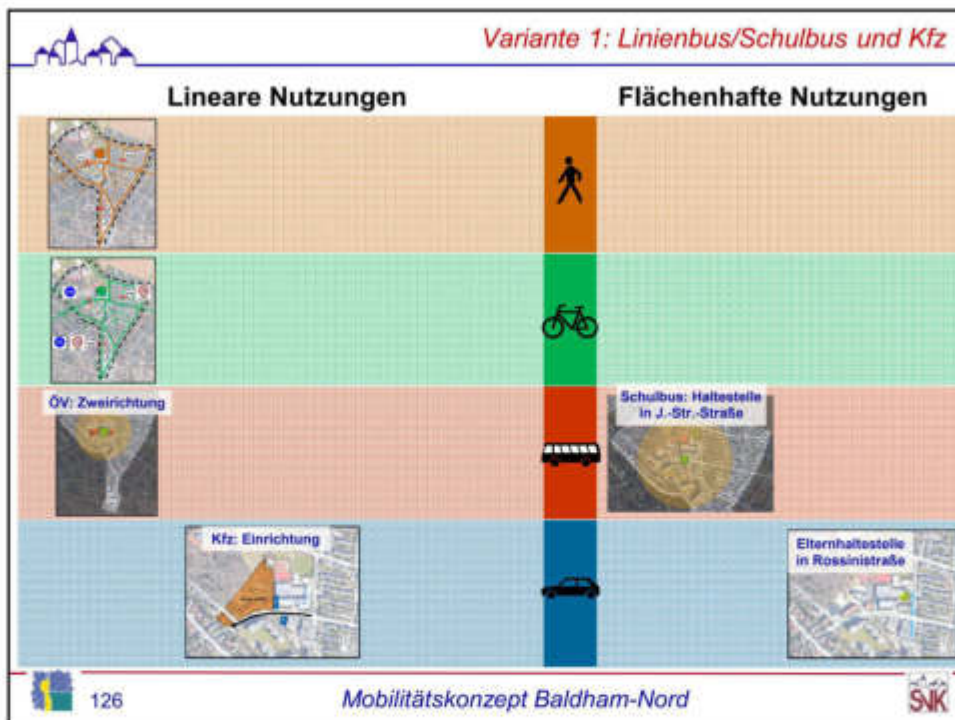 Variante 1: Linienbus/Schulbus und Kfz
Lineare Nutzungen
Flächenhafte Nutzungen
ÖV: Zweirichtung
Schulbus: Haltestelle
in J.-Str.-Straße
Kfz: Einrichtung
Elternhaltestelle
in Rossinistraße
126
Mobilitätskonzept Baldham-Nord
SVK